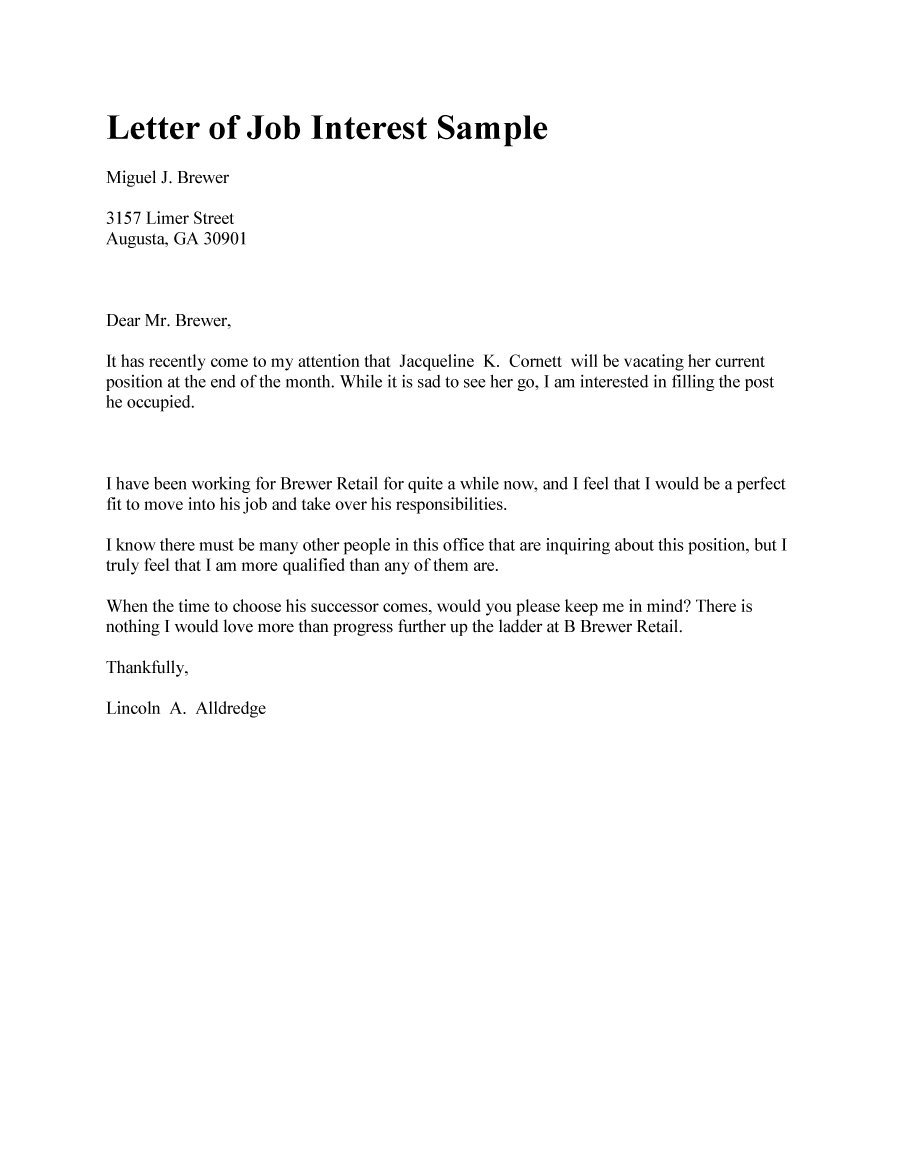 Letter of Job Interest Sample
Miguel J. Brewer
3157 Limer Street
Augusta, GA 30901
Dear Mr. Brewer,
It has recently come to my attention that  Jacqueline  K.  Cornett  will be vacating her current
position at the end of the month. While it is sad to see her go, I am interested in filling the post
he occupied.
I have been working for Brewer Retail for quite a while now, and I feel that I would be a perfect
fit to move into his job and take over his responsibilities.
I know there must be many other people in this office that are inquiring about this position, but I
truly feel that I am more qualified than any of them are.
When the time to choose his successor comes, would you please keep me in mind? There is
nothing I would love more than progress further up the ladder at B Brewer Retail.
Thankfully,
Lincoln  A.  Alldredge